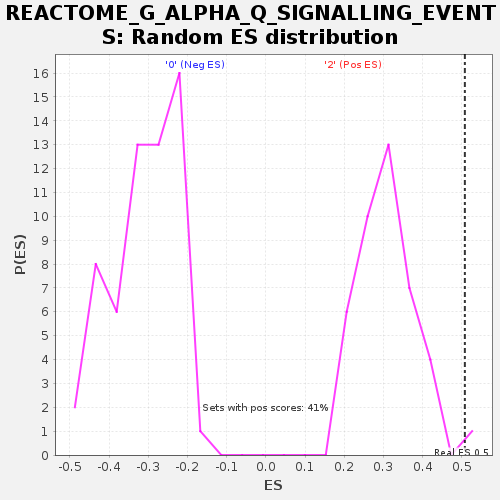 REACTOME_G_ALPHA_Q_SIGNALLING_EVENT
S: Random ES distribution
'0' (Neg ES)
'2' (Pos ES)
16
15
14
13
12
11
10
9
8
7
6
5
4
3
2
1
0
P(ES)
Sets with pos scores: 41%
Real ES 0.5
-0.5 -0.4 -0.3 -0.2 -0.1 0.0 0.1 0.2 0.3 0.4 0.5
ES